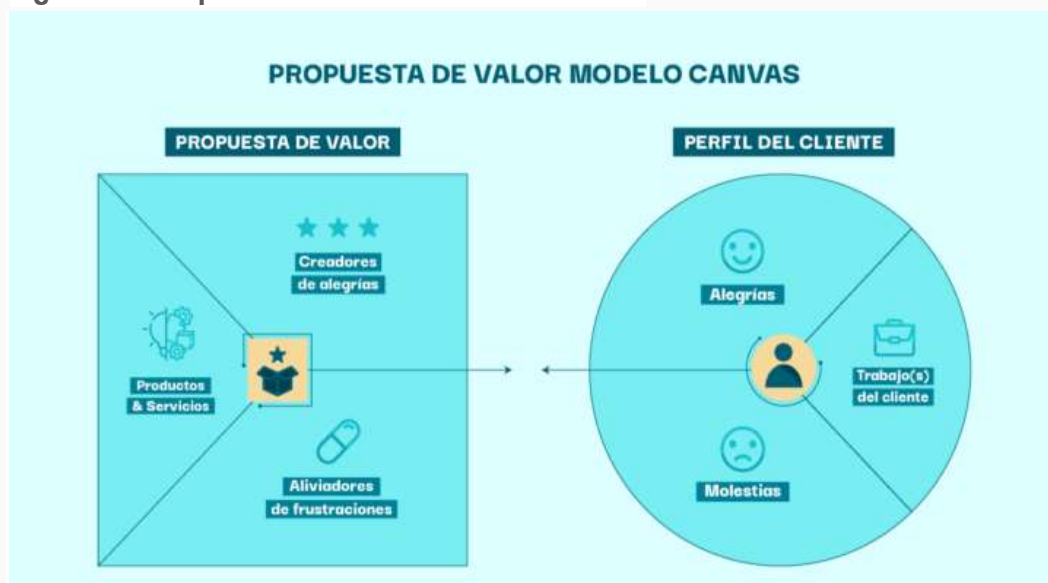 PROPUESTA DE VALOR MODELO CANVAS
PROPUESTA DE VALOR
PERFIL DEL CLIENTE
Creadores
de alegrías
Productos
& Servicios
Aliviadores
de frustraciones
Alegrías
Trabajo(s)
del cliente
Molestias